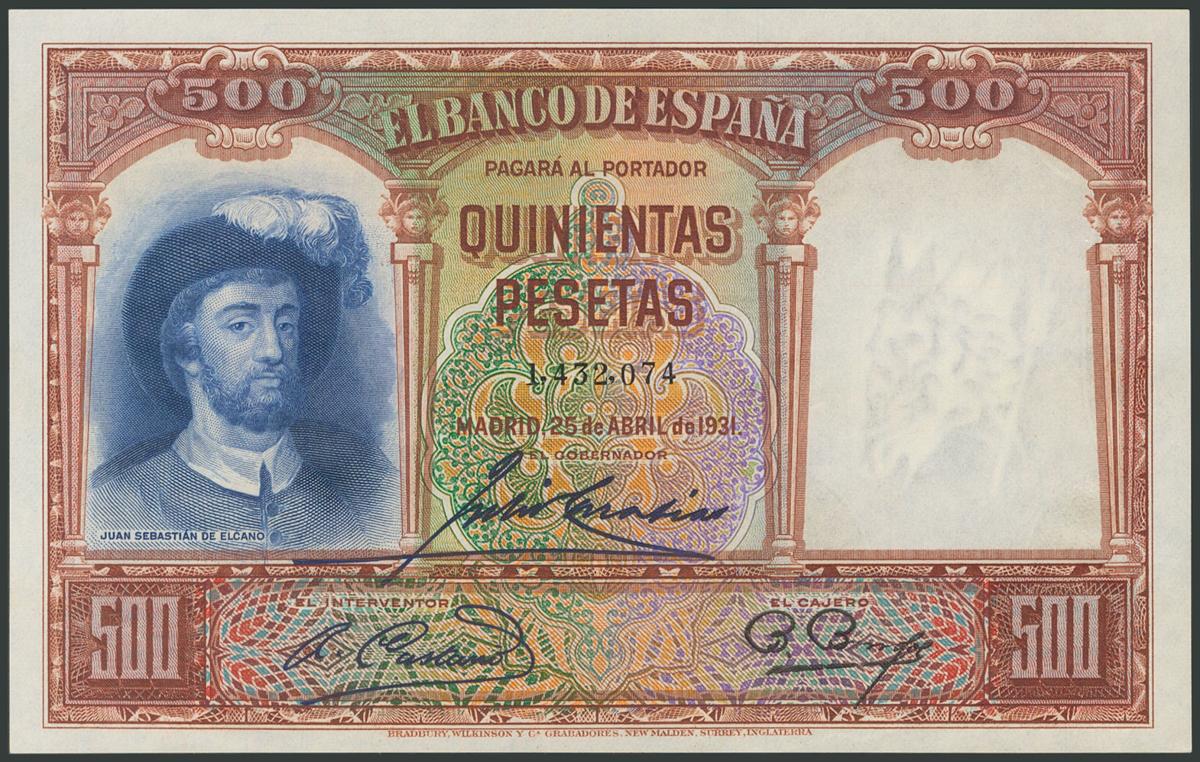 500
500
EL BANCO DE ESPAÑA
PAGARÁ AL PORTADOR
QUINIENTAS
PESETAS
1,432,074
MADRID, 25 de ABRIL de 1931.
EL GOBERNADOR
JUAN SEBASTIÁN DE ELCANO
500
EL INTERVENTOR
EL CAJERO
500
BRADBURY, WILKINSON Y Cª GRABADORES, NEW MALDEN, SURREY, INGLATERRA